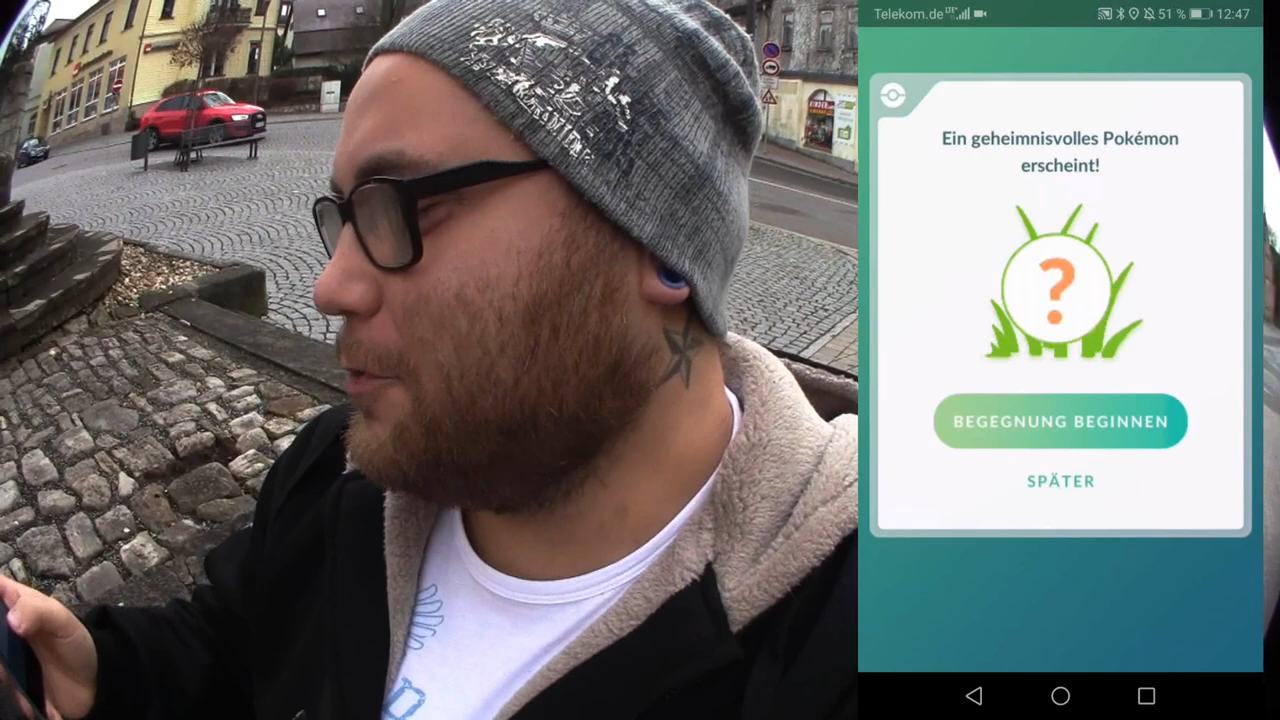 Telekom.de
51 %
12:47
Ein geheimnisvolles Pokémon
erscheint!
?
BEGEGNUNG BEGINNEN
SPÄTER